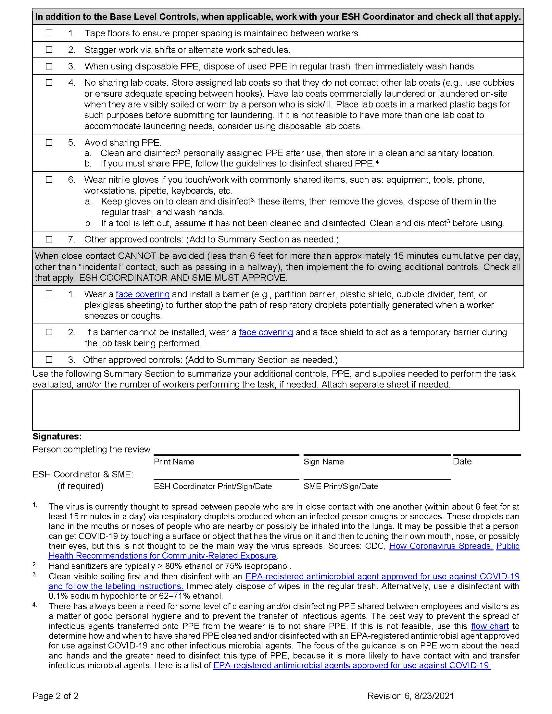 In addition to the Base Level Controls, when applicable, work with your ESH Coordinator and check all that apply.
☐ 1. Tape floors to ensure proper spacing is maintained between workers.
☐ 2. Stagger work via shifts or alternate work schedules.
☐ 3. When using disposable PPE, dispose of used PPE in regular trash, then immediately wash hands.
☐ 4. No sharing lab coats. Store assigned lab coats so that they do not contact other lab coats (e.g., use cubbies
or ensure adequate spacing between hooks). Have lab coats commercially laundered or laundered on-site
when they are visibly soiled or worn by a person who is sick/ill. Place lab coats in a marked plastic bags for
such purposes before submitting for laundering. If it is not feasible to have more than one lab coat to
accommodate laundering needs, consider using disposable lab coats.
☐ 5. Avoid sharing PPE.
a. Clean and disinfect³ personally assigned PPE after use, then store in a clean and sanitary location.
b. If you must share PPE, follow the guidelines to disinfect shared PPE.⁴
☐ 6. Wear nitrile gloves if you touch/work with commonly shared items, such as: equipment, tools, phone,
workstations, pipette, keyboards, etc.
a. Keep gloves on to clean and disinfect³ these items, then remove the gloves, dispose of them in the
regular trash, and wash hands.
b. If a tool is left out, assume it has not been cleaned and disinfected. Clean and disinfect³ before using.
☐ 7. Other approved controls: (Add to Summary Section as needed.)
When close contact CANNOT be avoided (less than 6 feet for more than approximately 15 minutes cumulative per day,
other than "incidental" contact, such as passing in a hallway), then implement the following additional controls. Check all
that apply. ESH COORDINATOR AND SME MUST APPROVE.
☐ 1. Wear a face covering and install a barrier (e.g., partition barrier, plastic shield, cubicle divider, tent, or
plexiglass sheeting) to further stop the path of respiratory droplets potentially generated when a worker
sneezes or coughs.
☐ 2. If a barrier cannot be installed, wear a face covering and a face shield to act as a temporary barrier during
the job task being performed.
☐ 3. Other approved controls: (Add to Summary Section as needed.)
Use the following Summary Section to summarize your additional controls, PPE, and supplies needed to perform the task
evaluated, and/or the number of workers performing the task, if needed. Attach separate sheet if needed.
Signatures:
Person completing the review
Print Name Sign Name Date
ESH Coordinator & SME:
(if required) ESH Coordinator Print/Sign/Date SME Print/Sign/Date
1. The virus is currently thought to spread between people who are in close contact with one another (within about 6 feet for at
least 15 minutes in a day) via respiratory droplets produced when an infected person coughs or sneezes. These droplets can
land in the mouths or noses of people who are nearby or possibly be inhaled into the lungs. It may be possible that a person
can get COVID-19 by touching a surface or object that has the virus on it and then touching their own mouth, nose, or possibly
their eyes, but this is not thought to be the main way the virus spreads. Sources: CDC, How Coronavirus Spreads, Public
Health Recommendations for Community-Related Exposure.
2. Hand sanitizers are typically > 60% ethanol or 75% isopropanol.
3. Clean visible soiling first and then disinfect with an EPA-registered antimicrobial agent approved for use against COVID-19
and follow the labeling instructions. Immediately dispose of wipes in the regular trash. Alternatively, use a disinfectant with
0.1% sodium hypochlorite or 62–71% ethanol.
4. There has always been a need for some level of cleaning and/or disinfecting PPE shared between employees and visitors as
a matter of good personal hygiene and to prevent the transfer of infectious agents. The best way to prevent the spread of
infectious agents transferred onto PPE from the wearer is to not share PPE. If this is not feasible, use this flow chart to
determine how and when to have shared PPE cleaned and/or disinfected with an EPA-registered antimicrobial agent approved
for use against COVID-19 and other infectious microbial agents. The focus of the guidance is on PPE worn about the head
and hands and the greater need to disinfect this type of PPE, because it is more likely to have contact with and transfer
infectious microbial agents. Here is a list of EPA-registered antimicrobial agents approved for use against COVID-19.
Page 2 of 2 Revision 6, 8/23/2021